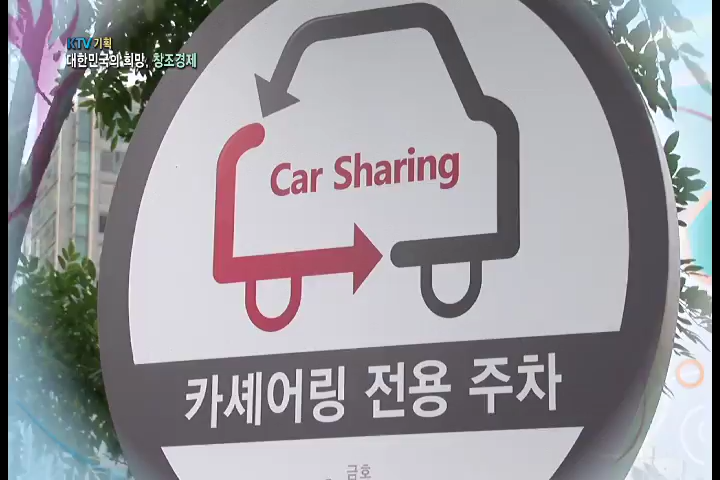 KTV 기획
대한민국의 희망, 창조경제
Car Sharing
카셰어링 전용 주차
금호